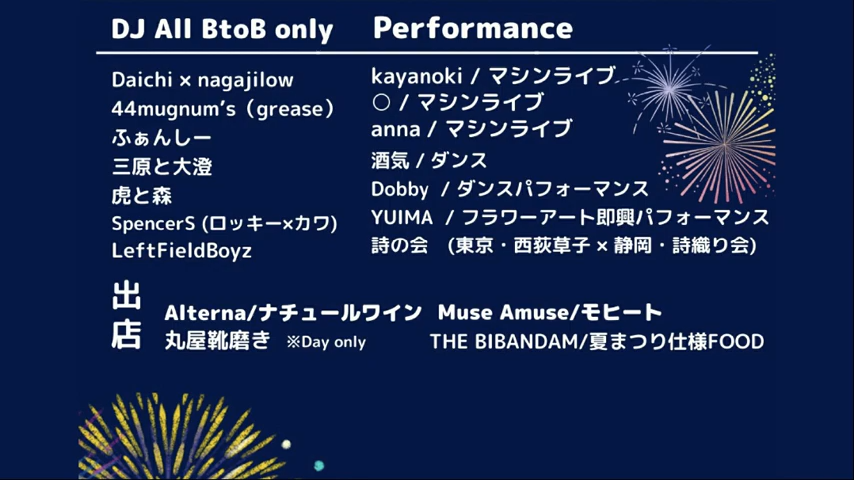 DJ All BtoB only
Daichi × nagajilow
44mugnum's（grease）
ふぁんしー
三原と大澄
虎と森
SpencerS (ロッキー×カワ)
LeftFieldBoyz
Performance
kayanoki / マシンライブ
○ / マシンライブ
anna / マシンライブ
酒気 / ダンス
Dobby / ダンスパフォーマンス
YUIMA / フラワーアート即興パフォーマンス
詩の会 (東京・西荻草子 × 静岡・詩織り会)
出店
Alterna/ナチュールワイン Muse Amuse/モヒート
丸屋靴磨き ※Day only THE BIBANDAM/夏まつり仕様FOOD